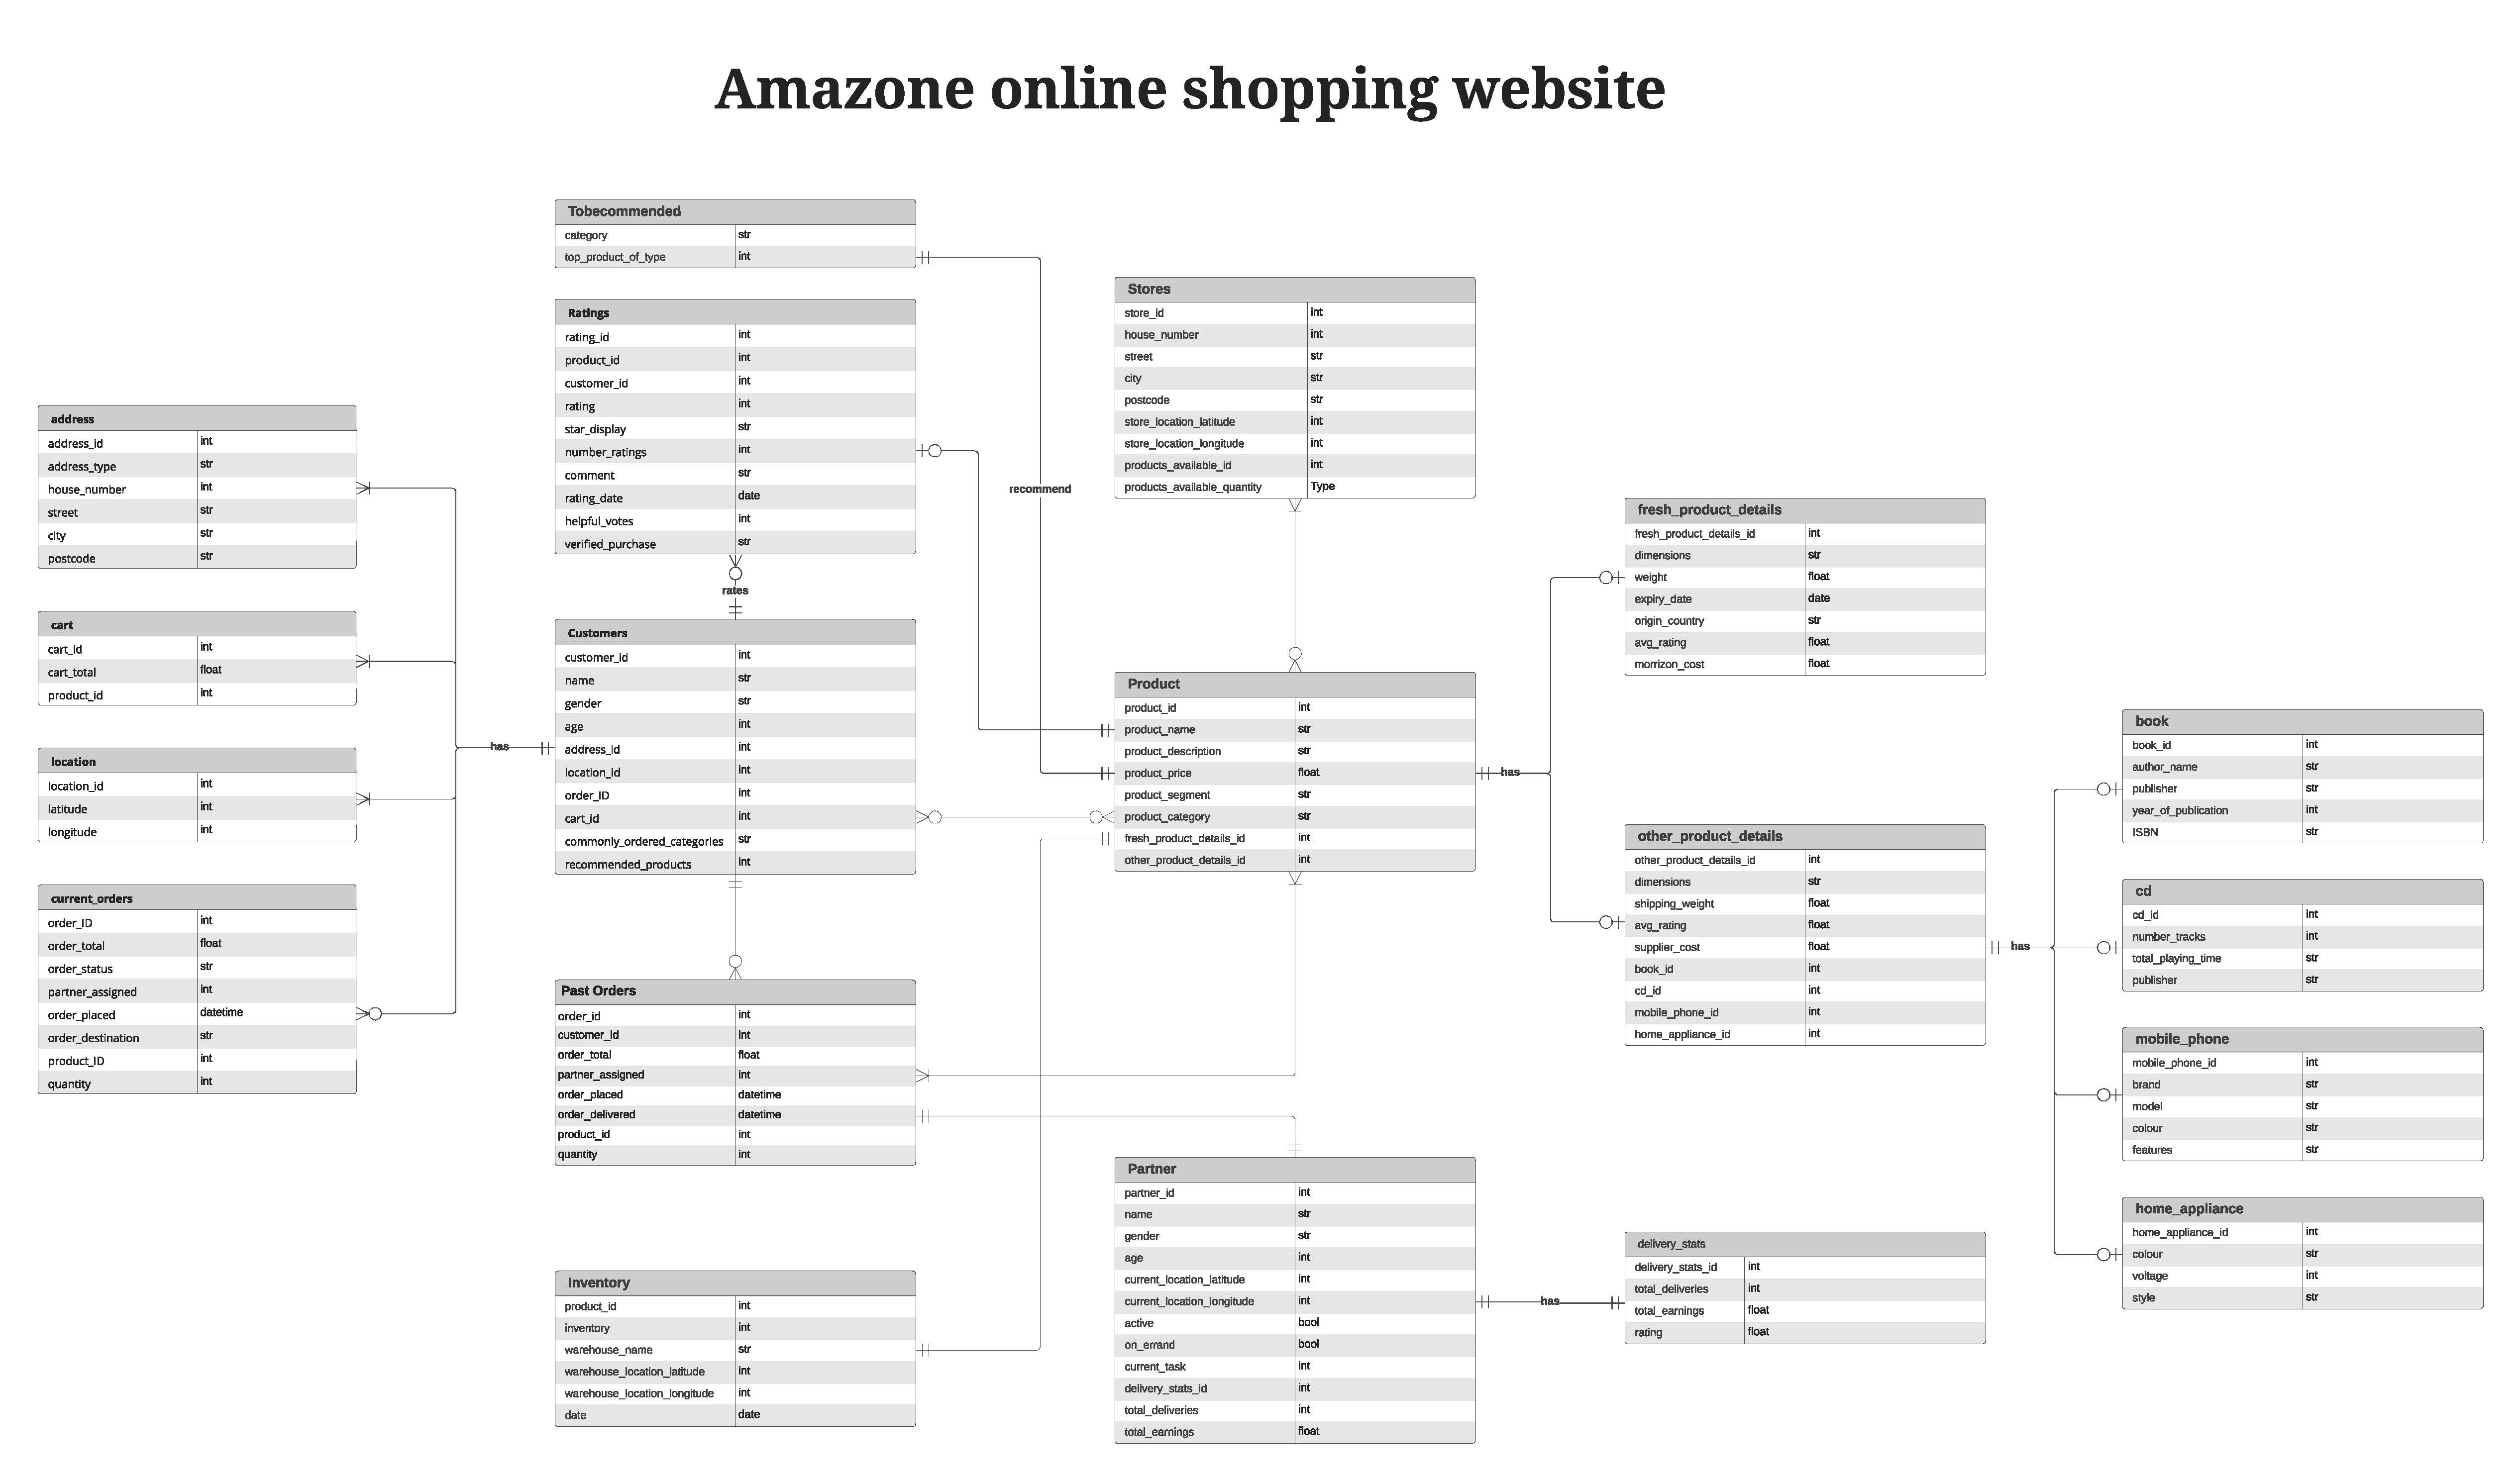 Amazone online shopping website
Tobecommended
category str
top_product_of_type int
Ratings
rating_id int
product_id int
customer_id int
rating int
star_display str
number_ratings int
comment str
rating_date date
helpful_votes int
verified_purchase str
rates
recommend
Stores
store_id int
house_number int
street str
city str
postcode str
store_location_latitude int
store_location_longitude int
products_available_id int
products_available_quantity Type
address
address_id int
address_type str
house_number int
street str
city str
postcode str
cart
cart_id int
cart_total float
product_id int
location
location_id int
latitude int
longitude int
current_orders
order_ID int
order_total float
order_status str
partner_assigned int
order_placed datetime
order_destination str
product_ID int
quantity int
has
Customers
customer_id int
name str
gender str
age int
address_id int
location_id int
order_ID int
cart_id int
commonly_ordered_categories str
recommended_products int
Past Orders
order_id int
customer_id int
order_total float
partner_assigned int
order_placed datetime
order_delivered datetime
product_id int
quantity int
Inventory
product_id int
inventory int
warehouse_name str
warehouse_location_latitude int
warehouse_location_longitude int
date date
Product
product_id int
product_name str
product_description str
product_price float
product_segment str
product_category str
fresh_product_details_id int
other_product_details_id int
has
Partner
partner_id int
name str
gender str
age int
current_location_latitude int
current_location_longitude int
active bool
on_errand bool
current_task int
delivery_stats_id int
total_deliveries int
total_earnings float
has
fresh_product_details
fresh_product_details_id int
dimensions str
weight float
expiry_date date
origin_country str
avg_rating float
morrizon_cost float
other_product_details
other_product_details_id int
dimensions str
shipping_weight float
avg_rating float
supplier_cost float
book_id int
cd_id int
mobile_phone_id int
home_appliance_id int
has
delivery_stats
delivery_stats_id int
total_deliveries int
total_earnings float
rating float
book
book_id int
author_name str
publisher str
year_of_publication int
ISBN str
cd
cd_id int
number_tracks int
total_playing_time str
publisher str
mobile_phone
mobile_phone_id int
brand str
model str
colour str
features str
home_appliance
home_appliance_id int
colour str
voltage int
style str